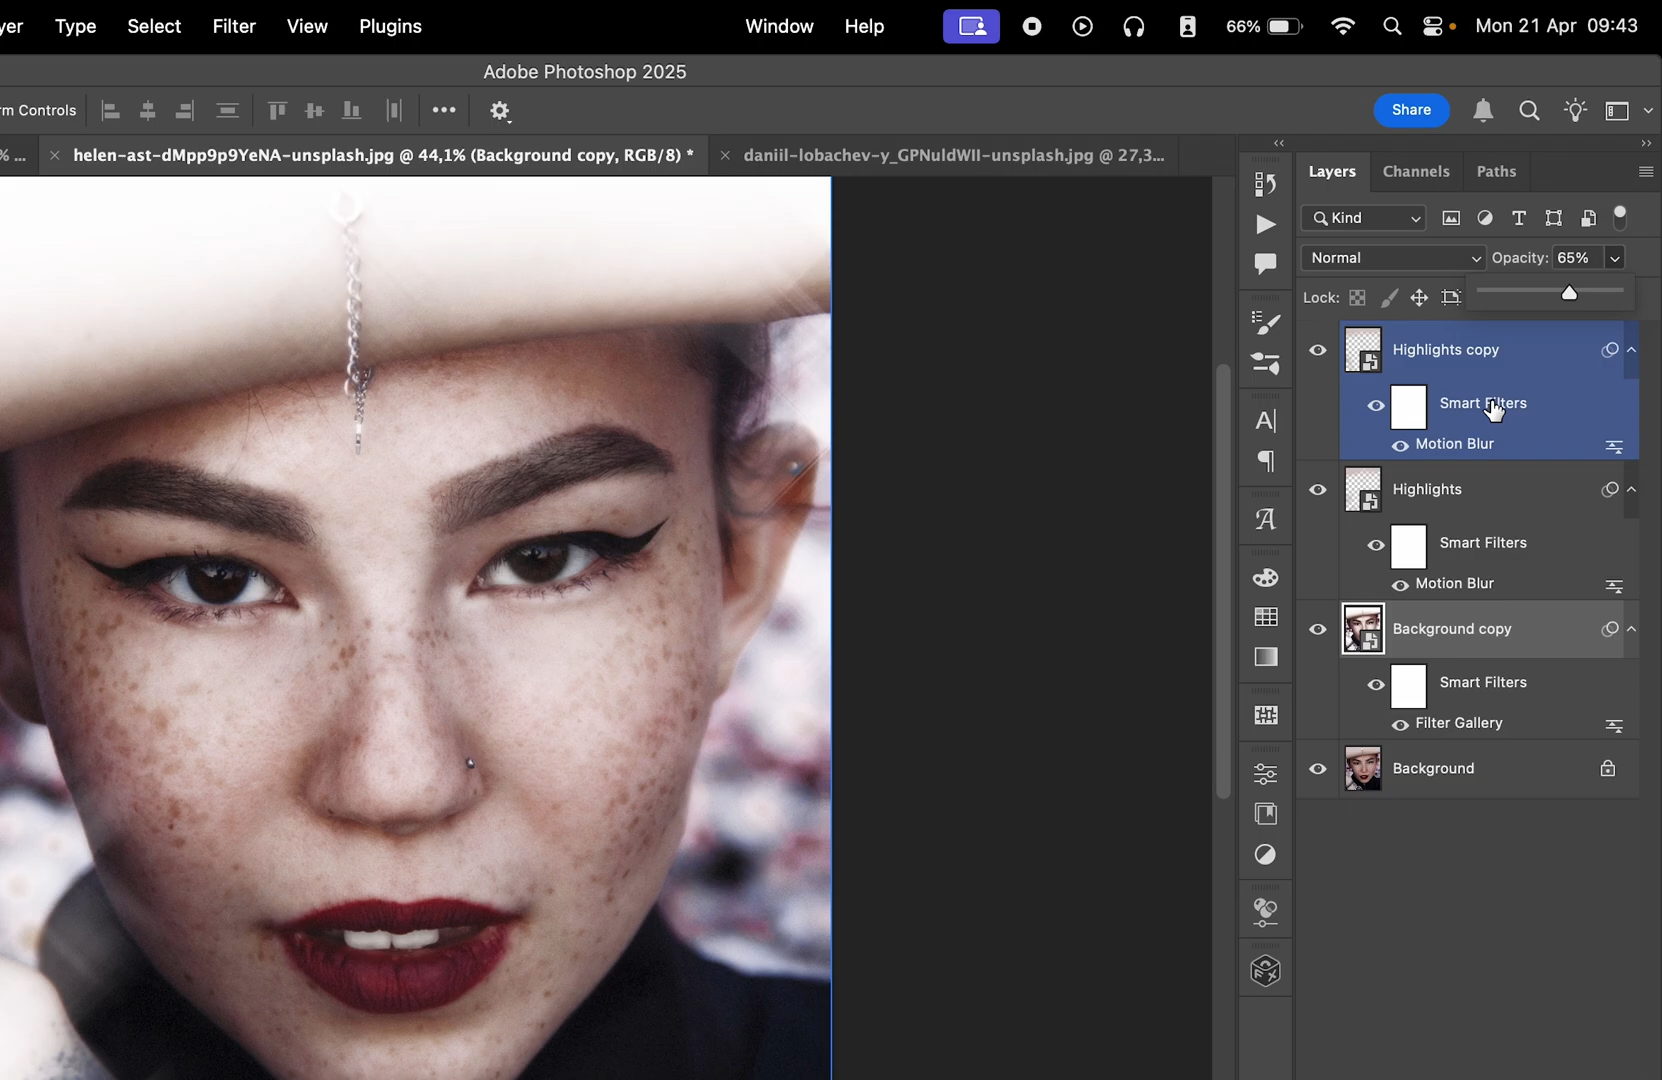 yer Type Select Filter View Plugins Window Help 66% Mon 21 Apr 09:43
Adobe Photoshop 2025
rm Controls Share
% ... × helen-ast-dMpp9p9YeNA-unsplash.jpg @ 44,1% (Background copy, RGB/8) * × daniil-lobachev-y_GPNuldWII-unsplash.jpg @ 27,3...
Layers Channels Paths
Kind
Normal Opacity: 65%
Lock:
Highlights copy
Smart Filters
Motion Blur
Highlights
Smart Filters
Motion Blur
Background copy
Smart Filters
Filter Gallery
Background